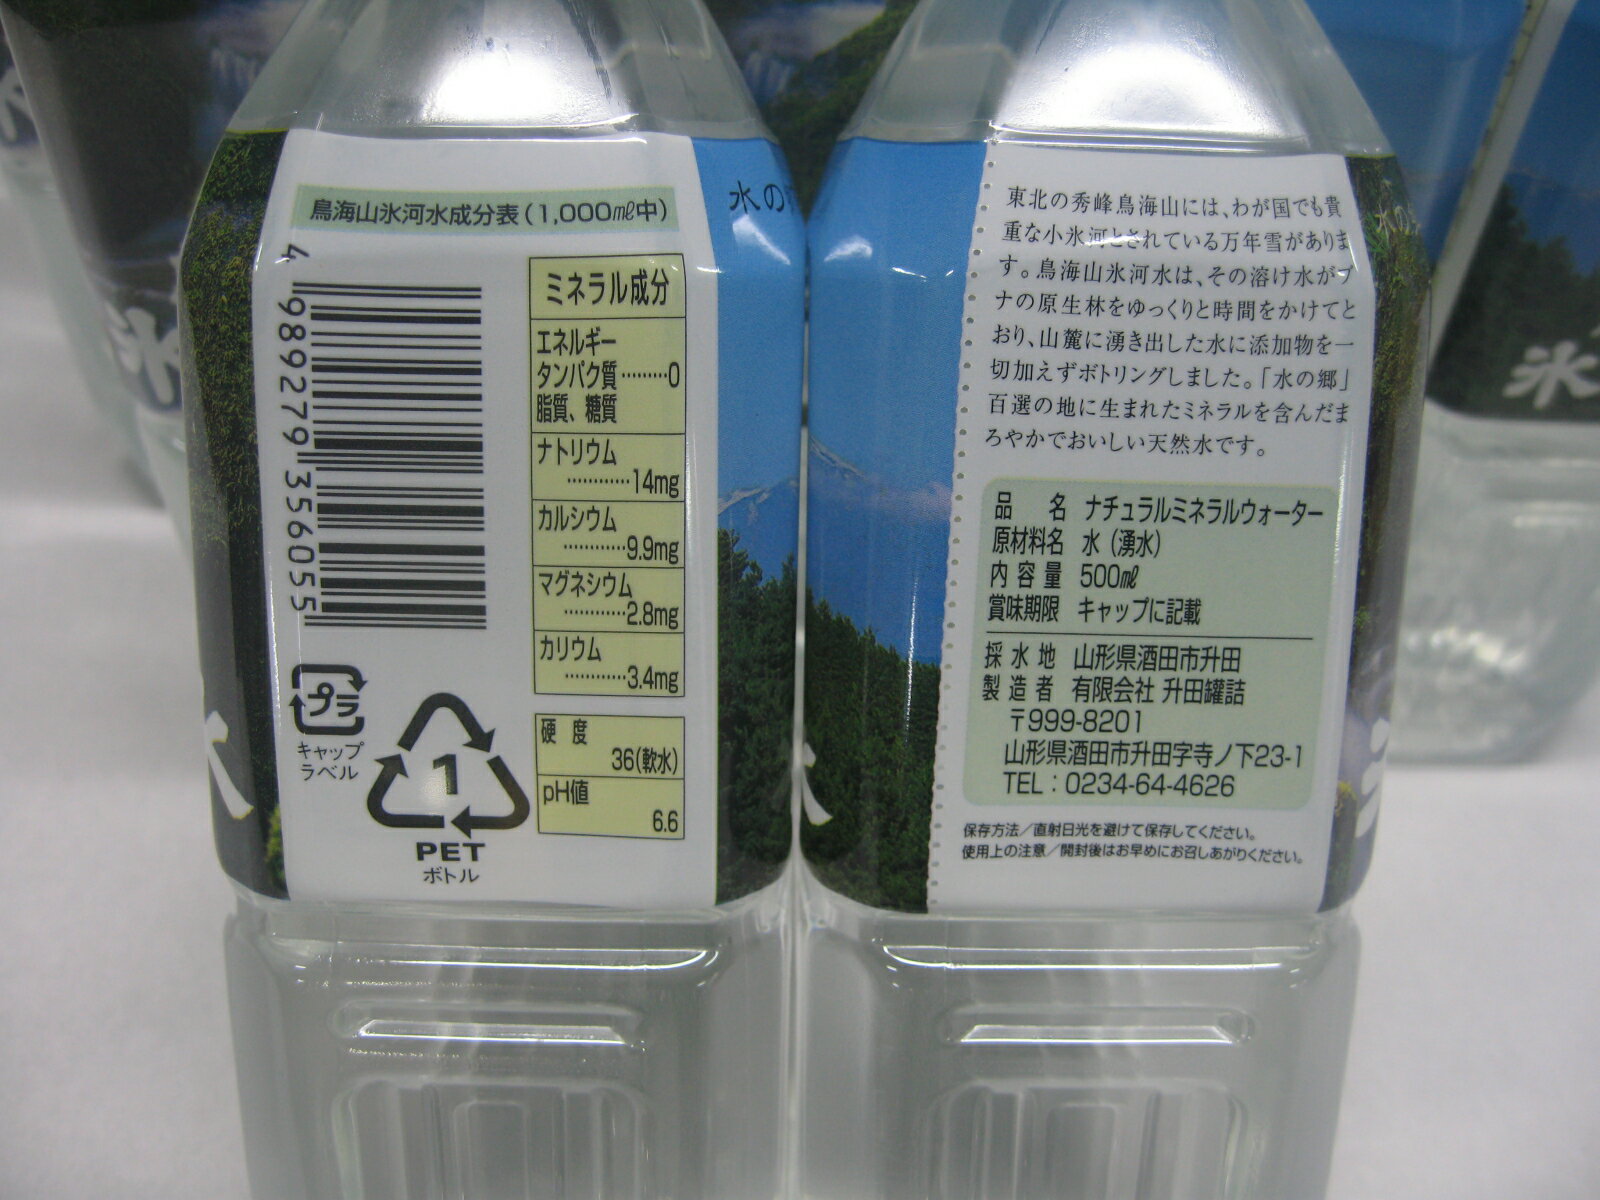 鳥海山氷河水成分表(1,000㎖中)
4 989279 356055
ミネラル成分
エネルギー
タンパク質………0
脂質、糖質
ナトリウム
…………14mg
カルシウム
…………9.9mg
マグネシウム
…………2.8mg
カリウム
…………3.4mg
硬度
36(軟水)
pH値
6.6
プラ
キャップ
ラベル
1
PET
ボトル
水の
氷
東北の秀峰鳥海山には、わが国でも貴
重な小氷河とされている万年雪がありま
す。鳥海山氷河水は、その溶け水がブ
ナの原生林をゆっくりと時間をかけてと
おり、山麓に湧き出した水に添加物を一
切加えずボトリングしました。「水の郷」
百選の地に生まれたミネラルを含んだま
ろやかでおいしい天然水です。
品名 ナチュラルミネラルウォーター
原材料名 水(湧水)
内容量 500㎖
賞味期限 キャップに記載
採水地 山形県酒田市升田
製造者 有限会社 升田罐詰
〒999-8201
山形県酒田市升田字寺ノ下23-1
TEL:0234-64-4626
保存方法/直射日光を避けて保存してください。
使用上の注意/開封後はお早めにお召しあがりください。
氷